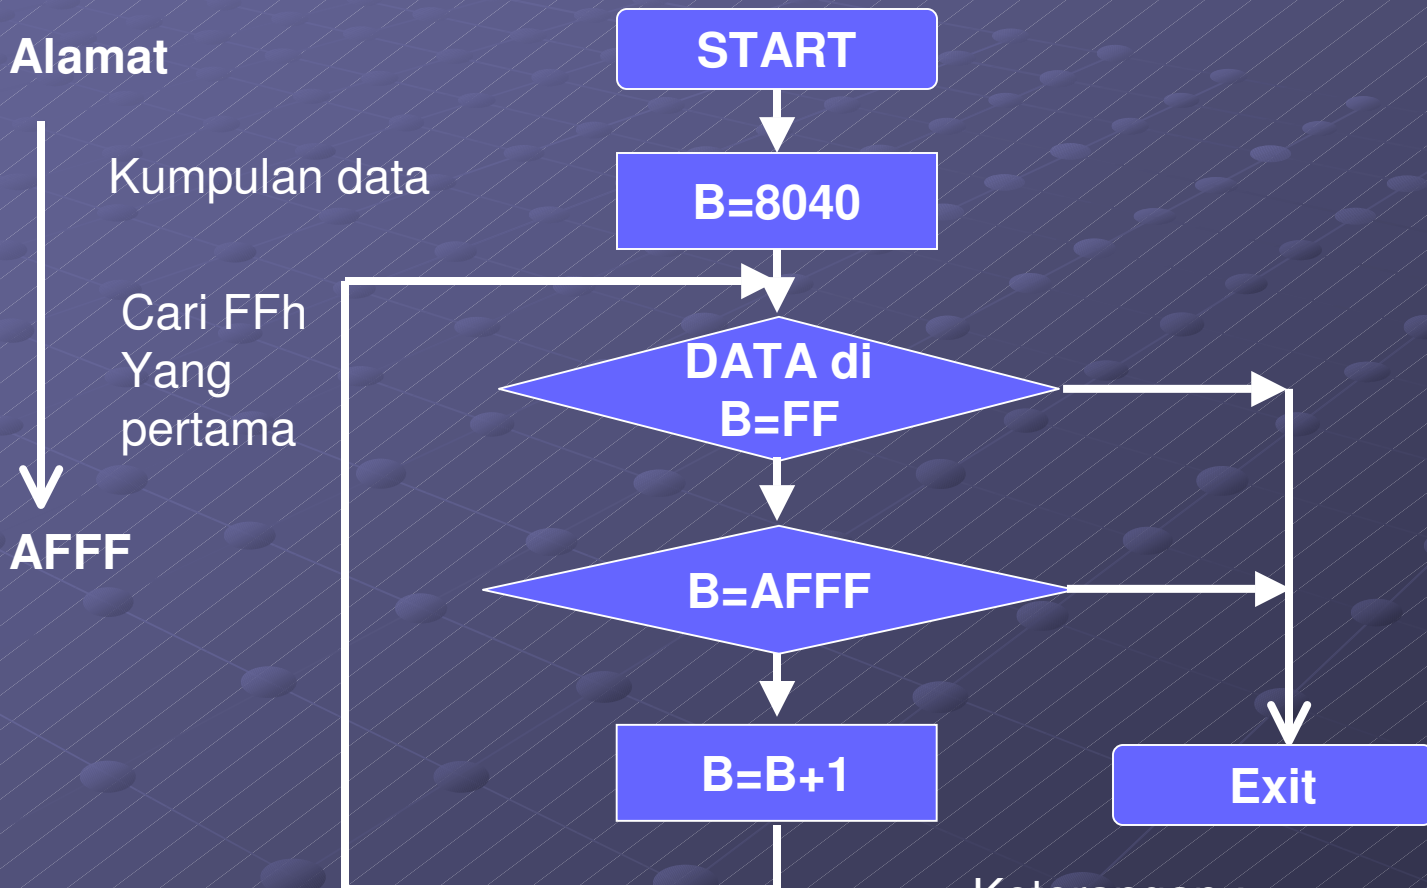 Alamat
Kumpulan data
Cari FFh
Yang
pertama
AFFF
START
B=8040
DATA di
B=FF
B=AFFF
B=B+1
Exit